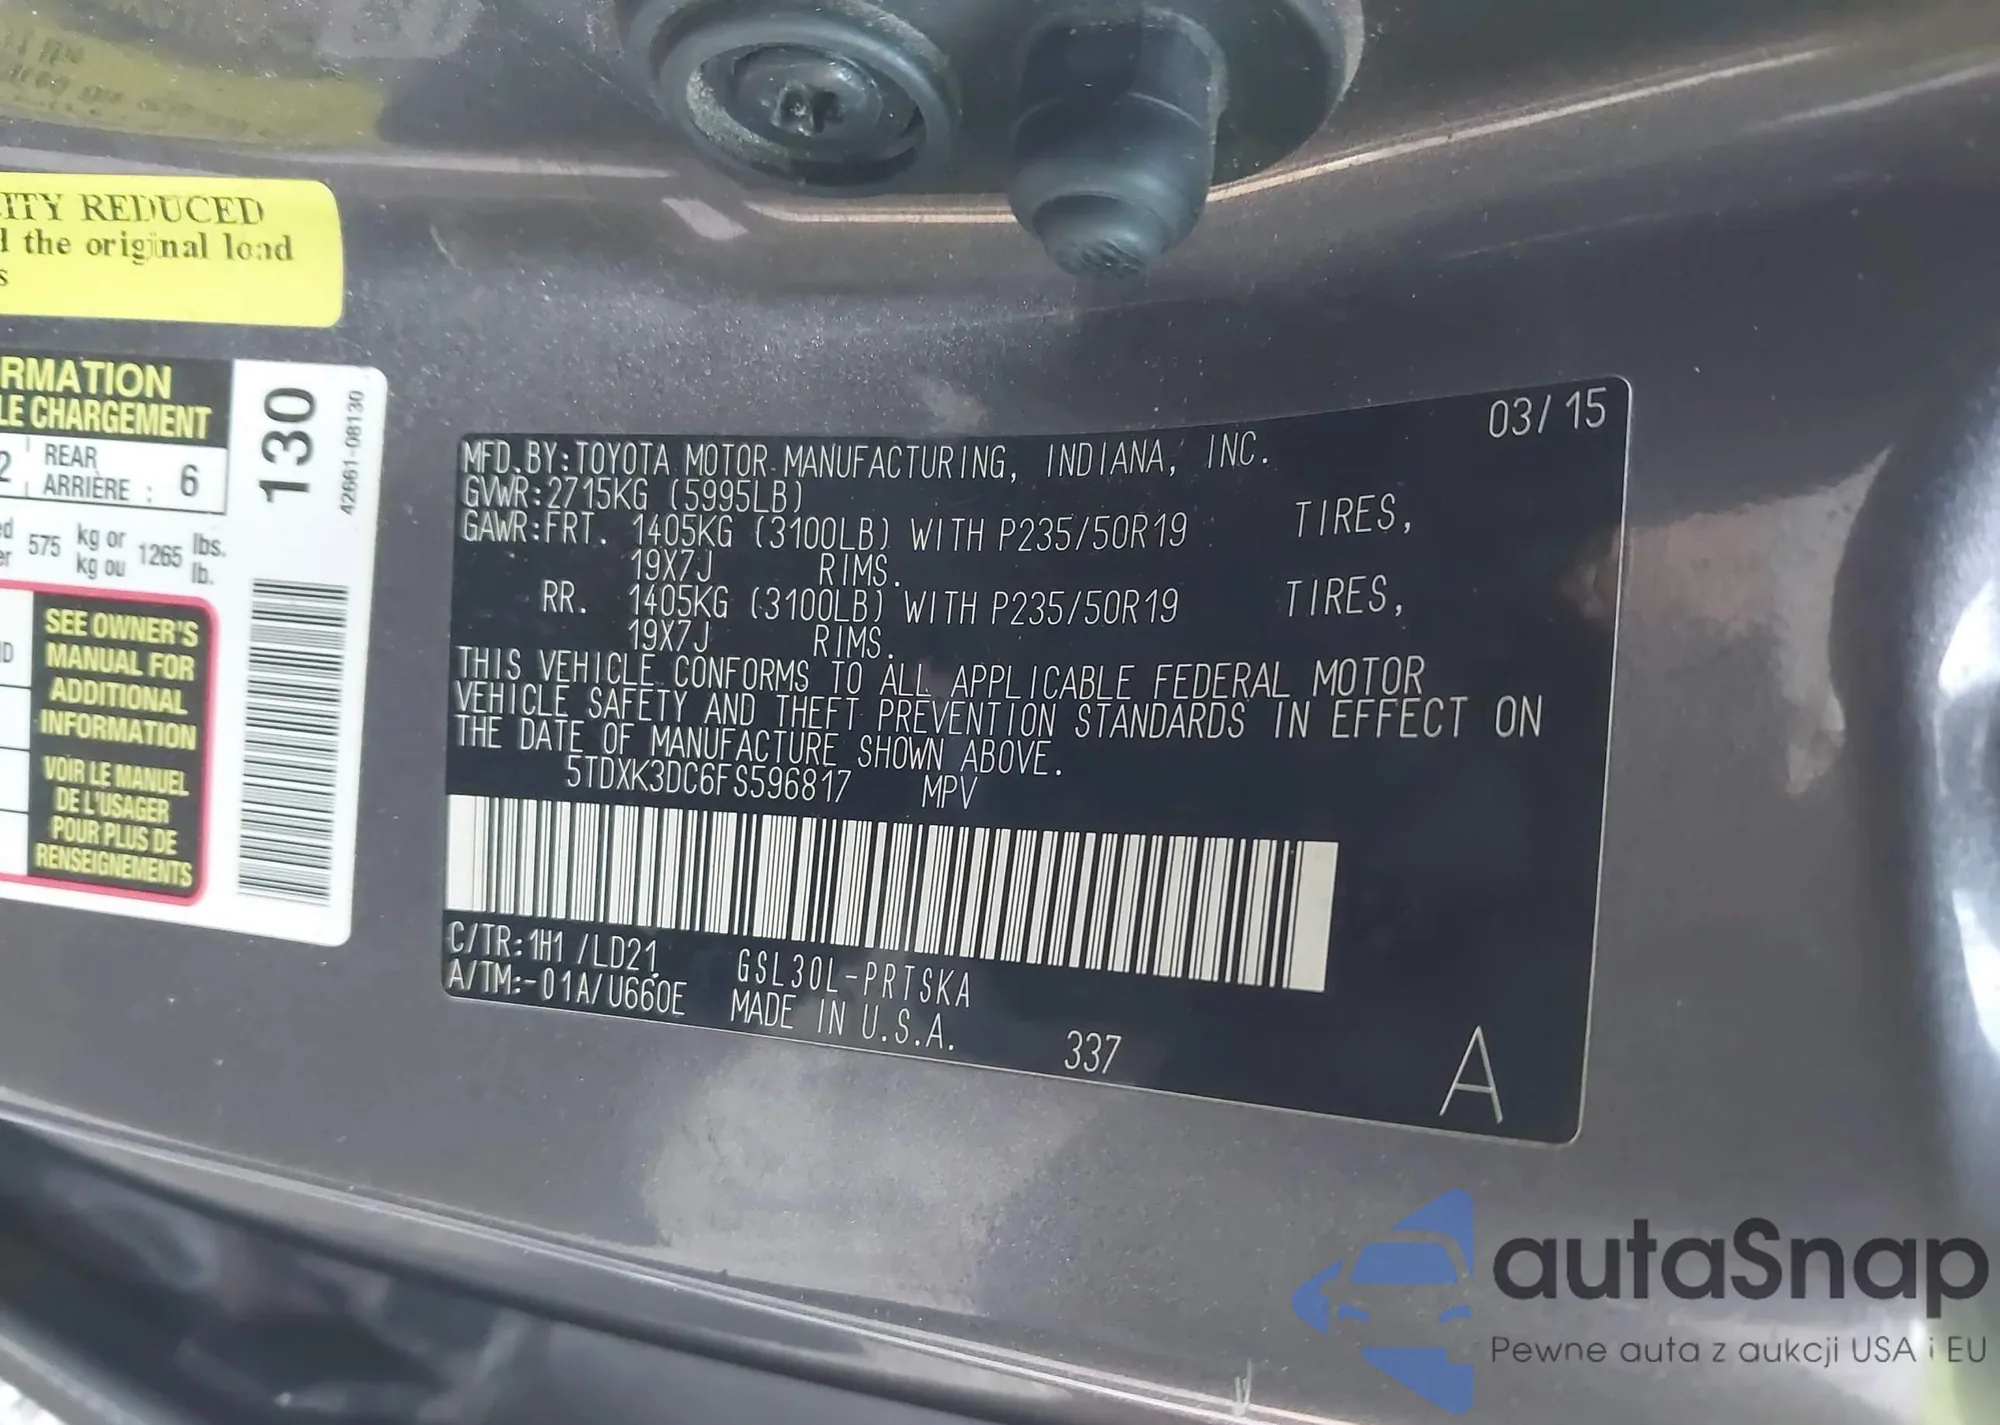 ITY REDUCED
the original load
s
RMATION
LE CHARGEMENT
2 REAR
ARRIÈRE : 6
575 kg or 1265 lbs.
kg ou lb.
130
42661-08130
SEE OWNER'S
MANUAL FOR
ADDITIONAL
INFORMATION
VOIR LE MANUEL
DE L'USAGER
POUR PLUS DE
RENSEIGNEMENTS
03/15
MFD.BY:TOYOTA MOTOR MANUFACTURING, INDIANA, INC.
GVWR:2715KG (5995LB)
GAWR:FRT. 1405KG (3100LB) WITH P235/50R19 TIRES,
19X7J RIMS.
RR. 1405KG (3100LB) WITH P235/50R19 TIRES,
19X7J RIMS.
THIS VEHICLE CONFORMS TO ALL APPLICABLE FEDERAL MOTOR
VEHICLE SAFETY AND THEFT PREVENTION STANDARDS IN EFFECT ON
THE DATE OF MANUFACTURE SHOWN ABOVE.
5TDXK3DC6FS596817 MPV
C/TR:1H1 /LD21 GSL30L-PRTSKA
A/TM:-01A/U660E MADE IN U.S.A.
337
A
autaSnap
Pewne auta z aukcji USA i EU